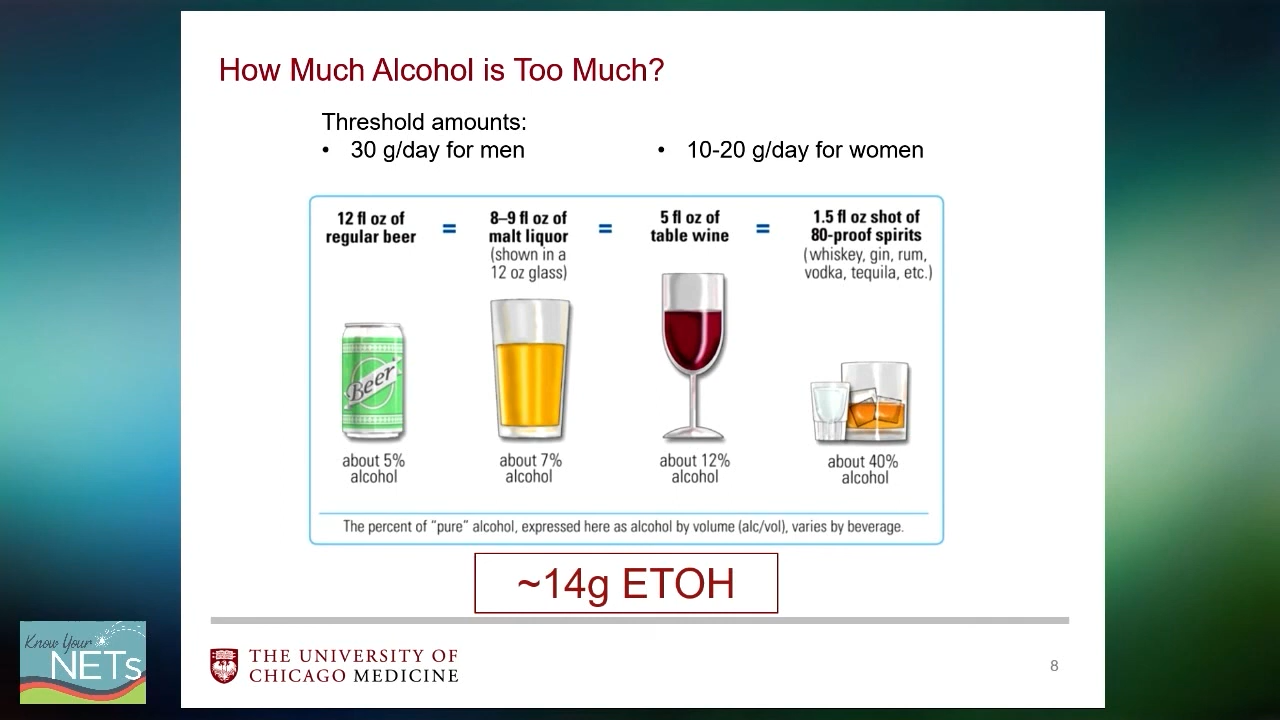 How Much Alcohol is Too Much?
Threshold amounts:
• 30 g/day for men
• 10-20 g/day for women
12 fl oz of
regular beer
=
8–9 fl oz of
malt liquor
(shown in a
12 oz glass)
=
5 fl oz of
table wine
=
1.5 fl oz shot of
80-proof spirits
(whiskey, gin, rum,
vodka, tequila, etc.)
Beer
about 5%
alcohol
about 7%
alcohol
about 12%
alcohol
about 40%
alcohol
The percent of “pure” alcohol, expressed here as alcohol by volume (alc/vol), varies by beverage.
~14g ETOH
Know Your
NETs
THE UNIVERSITY OF
CHICAGO MEDICINE
8